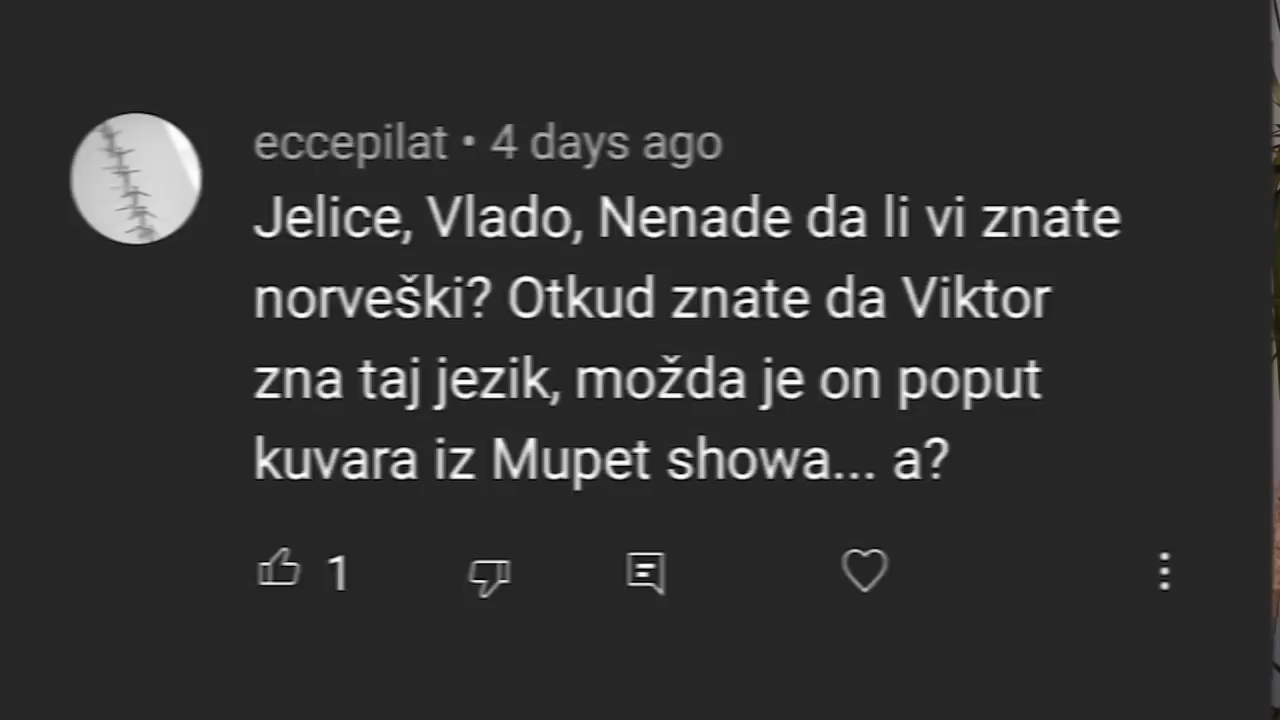 eccepilat • 4 days ago
Jelice, Vlado, Nenade da li vi znate
norveški? Otkud znate da Viktor
zna taj jezik, možda je on poput
kuvara iz Mupet showa... a?
1